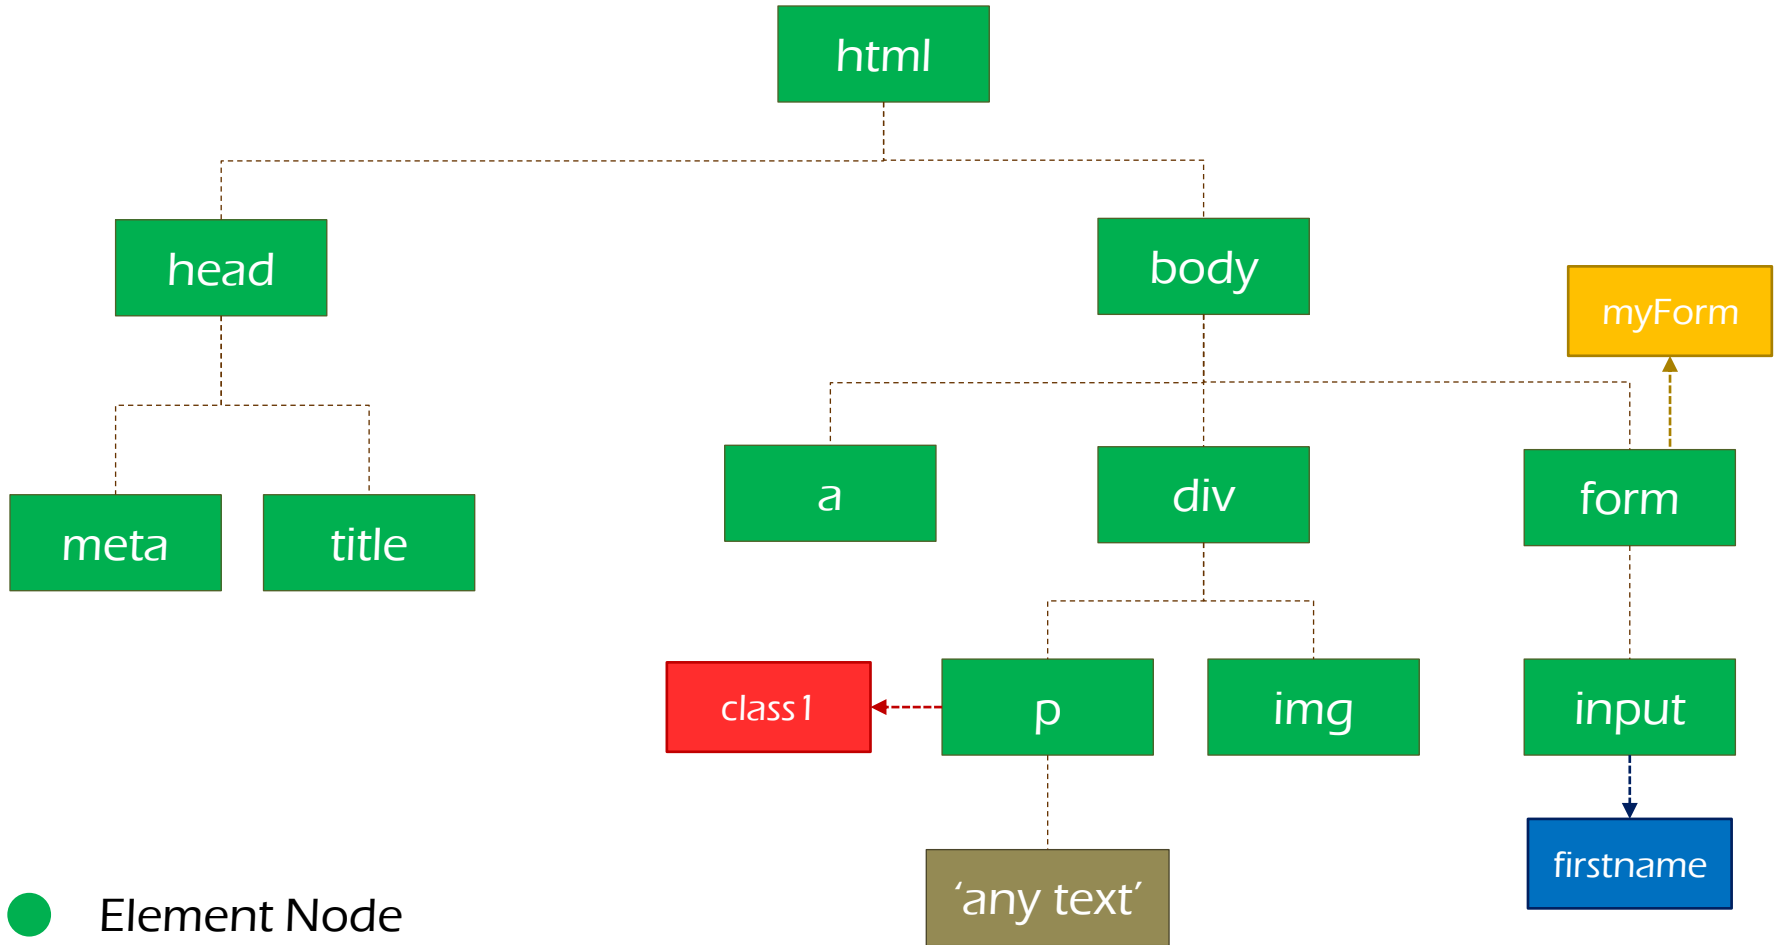 html
head
body
myForm
a
div
form
meta
title
class1
p
img
input
‘any text’
firstname
Element Node